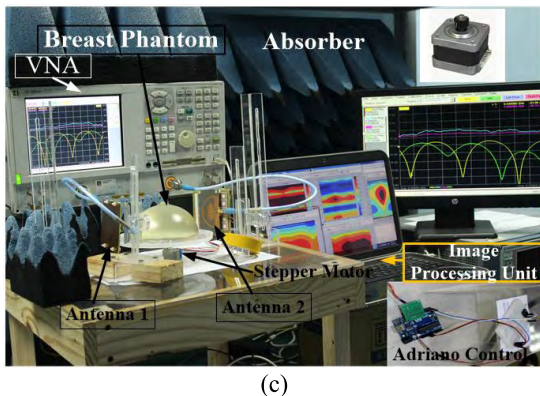 Breast Phantom
Absorber
VNA
Stepper Motor
Image
Processing Unit
Antenna 1
Antenna 2
Adriano Control
(c)